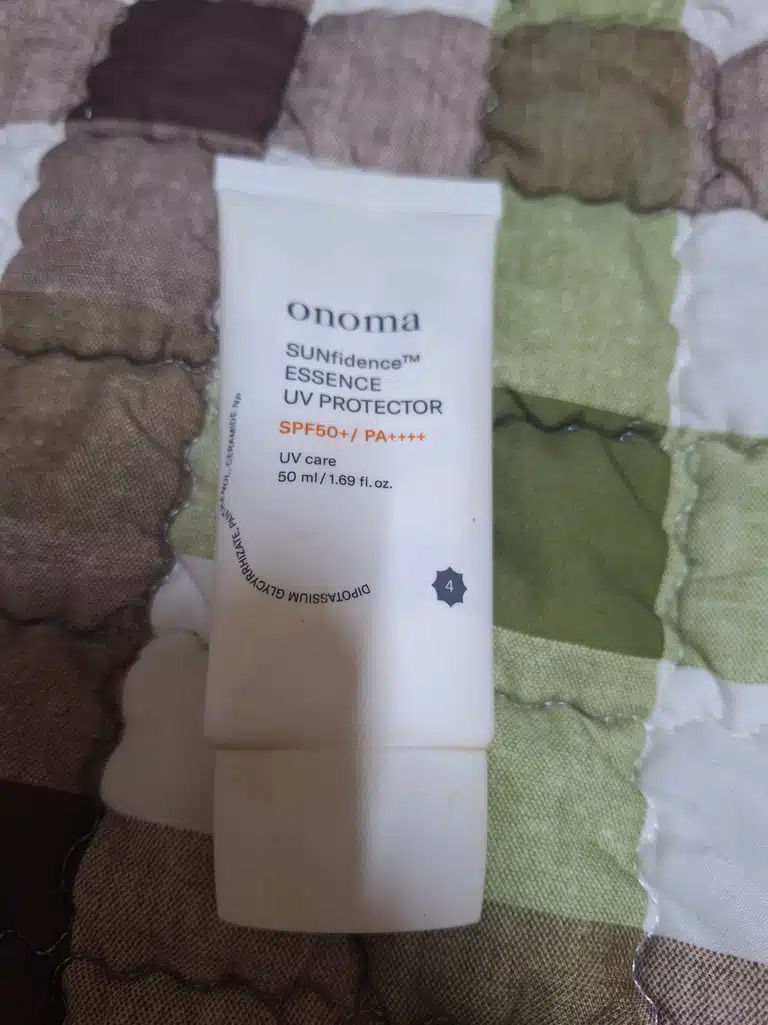 onoma
SUNfidence™
ESSENCE
UV PROTECTOR
SPF50+/ PA++++
UV care
50 ml / 1.69 fl. oz.
DIPOTASSIUM GLYCYRRHIZATE, PANTHENOL, CERAMIDE NP
4